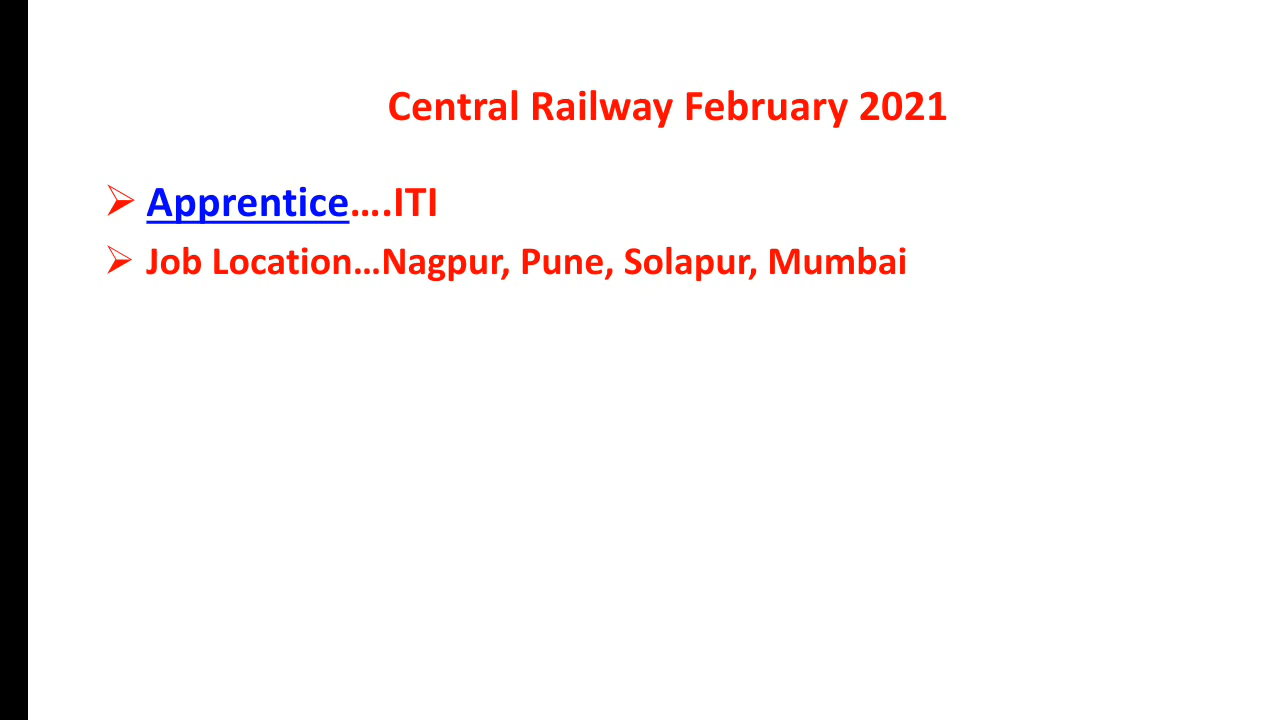 Central Railway February 2021
➢ Apprentice….ITI
➢ Job Location…Nagpur, Pune, Solapur, Mumbai